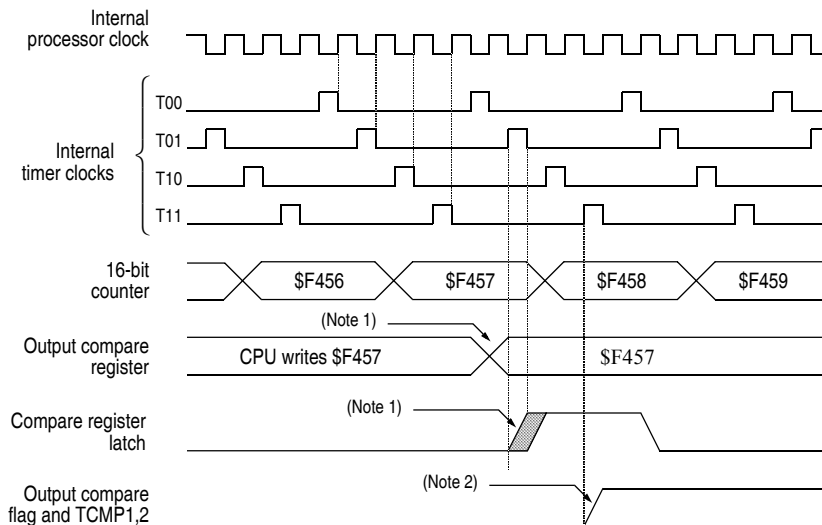 Internal
processor clock
T00
T01
Internal
timer clocks
T10
T11
16-bit
counter
$F456
$F457
$F458
$F459
(Note 1)
Output compare
register
CPU writes $F457
$F457
(Note 1)
Compare register
latch
(Note 2)
Output compare
flag and TCMP1,2